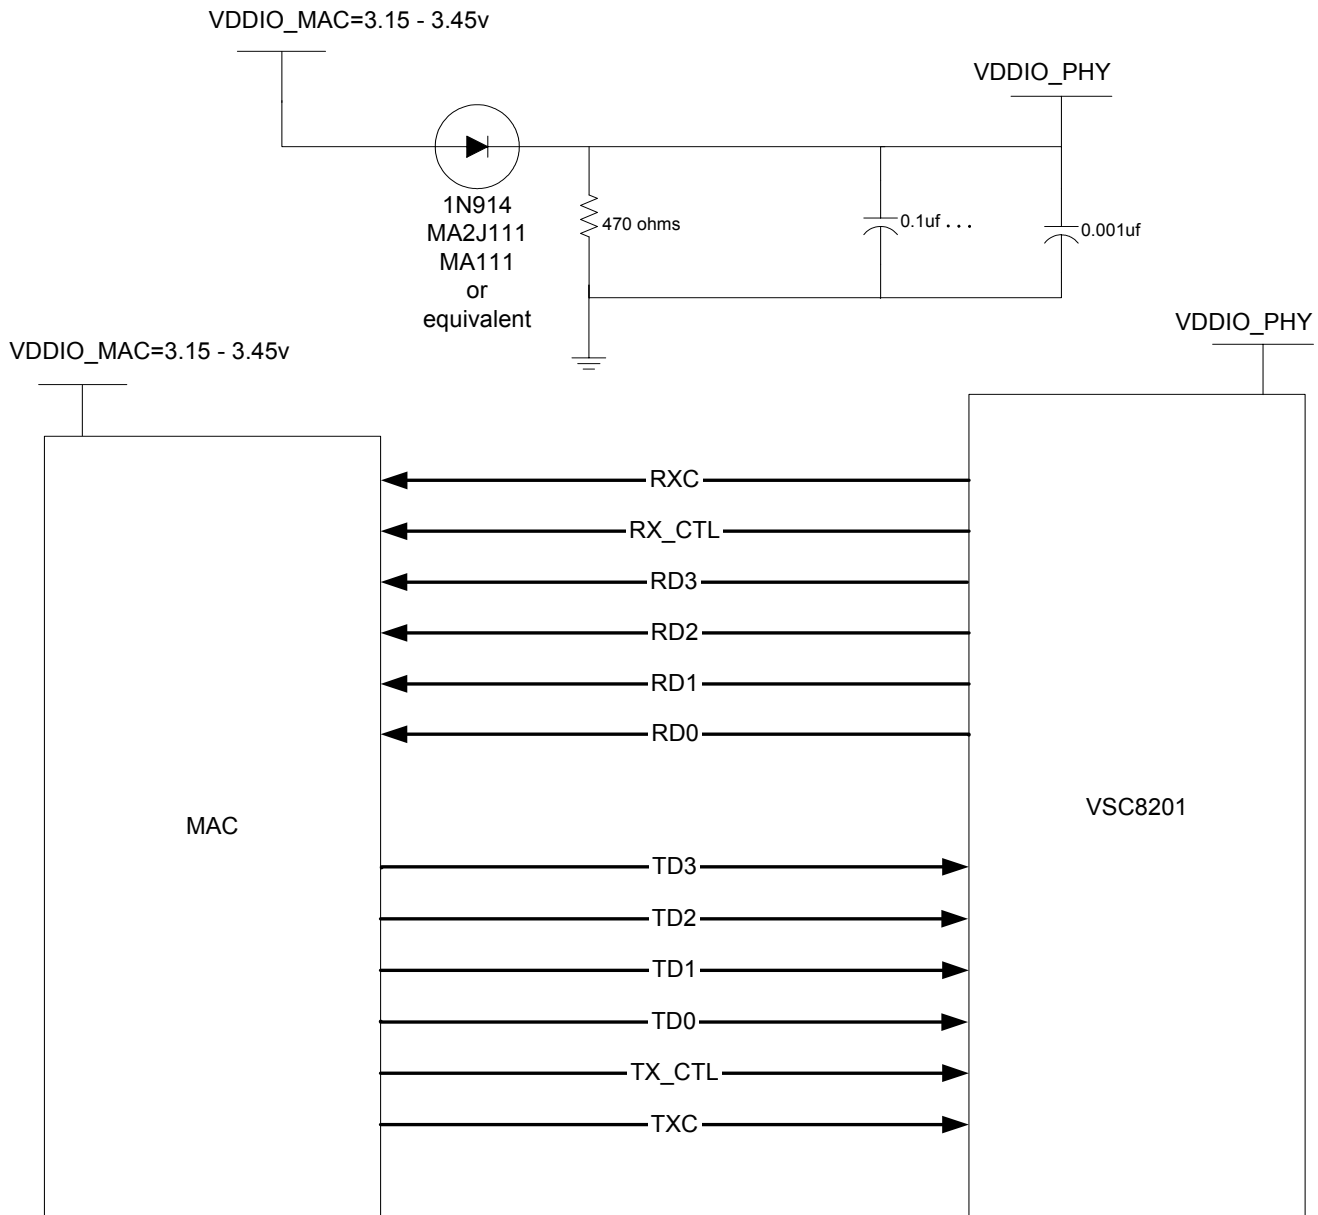 VDDIO_MAC=3.15 - 3.45v
VDDIO_PHY
1N914
MA2J111
MA111
or
equivalent
470 ohms
0.1uf . . .
0.001uf
VDDIO_MAC=3.15 - 3.45v
VDDIO_PHY
RXC
RX_CTL
RD3
RD2
RD1
RD0
MAC
VSC8201
TD3
TD2
TD1
TD0
TX_CTL
TXC